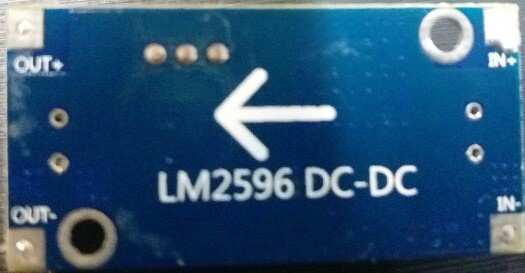 OUT+
IN+
LM2596 DC-DC
OUT-
IN-